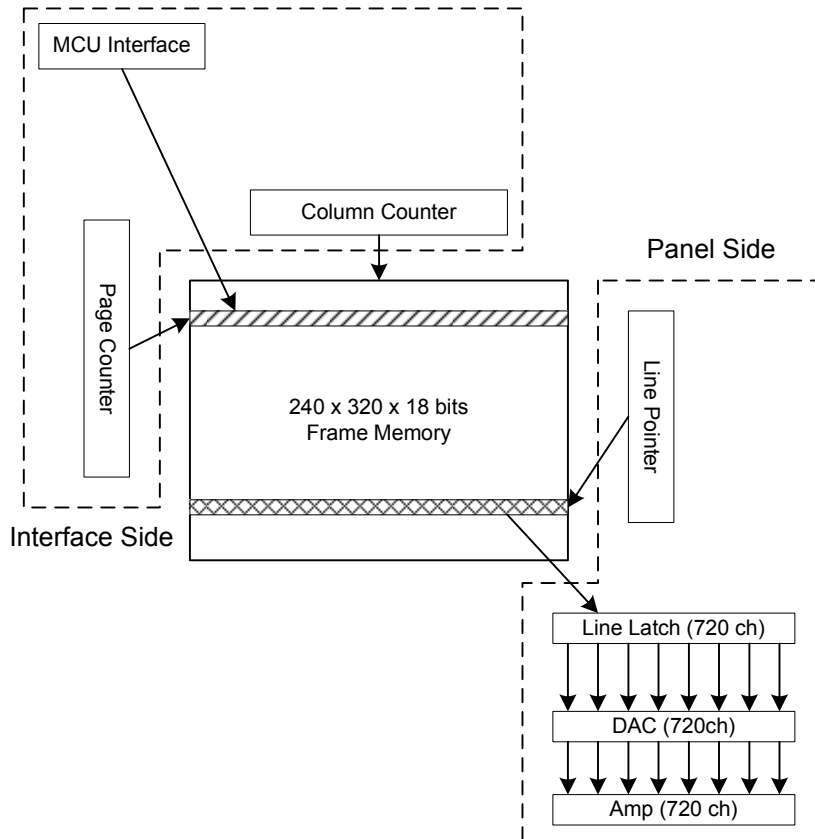 MCU Interface
Column Counter
Panel Side
Page Counter
Line Pointer
240 x 320 x 18 bits
Frame Memory
Interface Side
Line Latch (720 ch)
DAC (720ch)
Amp (720 ch)